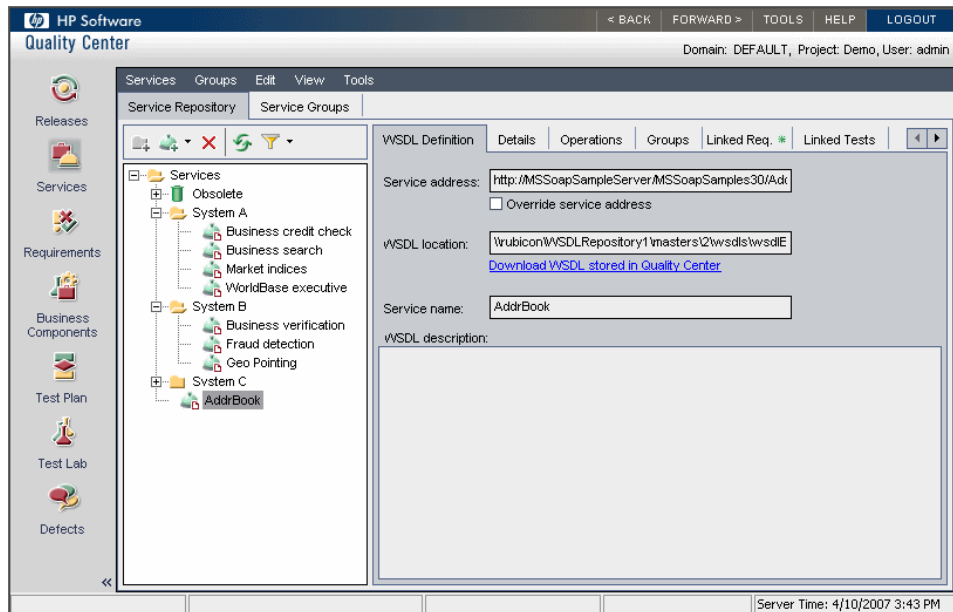 hp HP Software
< BACK FORWARD > TOOLS HELP LOGOUT
Quality Center
Domain: DEFAULT, Project: Demo, User: admin
Releases
Services
Requirements
Business
Components
Test Plan
Test Lab
Defects
«
Services Groups Edit View Tools
Service Repository Service Groups
Services
Obsolete
System A
Business credit check
Business search
Market indices
WorldBase executive
System B
Business verification
Fraud detection
Geo Pointing
System C
AddrBook
WSDL Definition Details Operations Groups Linked Req. * Linked Tests
Service address: http://MSSoapSampleServer/MSSoapSamples30/Add
Override service address
WSDL location: \\rubicon\WSDLRepository1\masters\2\wsdls\wsdlE
Download WSDL stored in Quality Center
Service name: AddrBook
WSDL description:
Server Time: 4/10/2007 3:43 PM